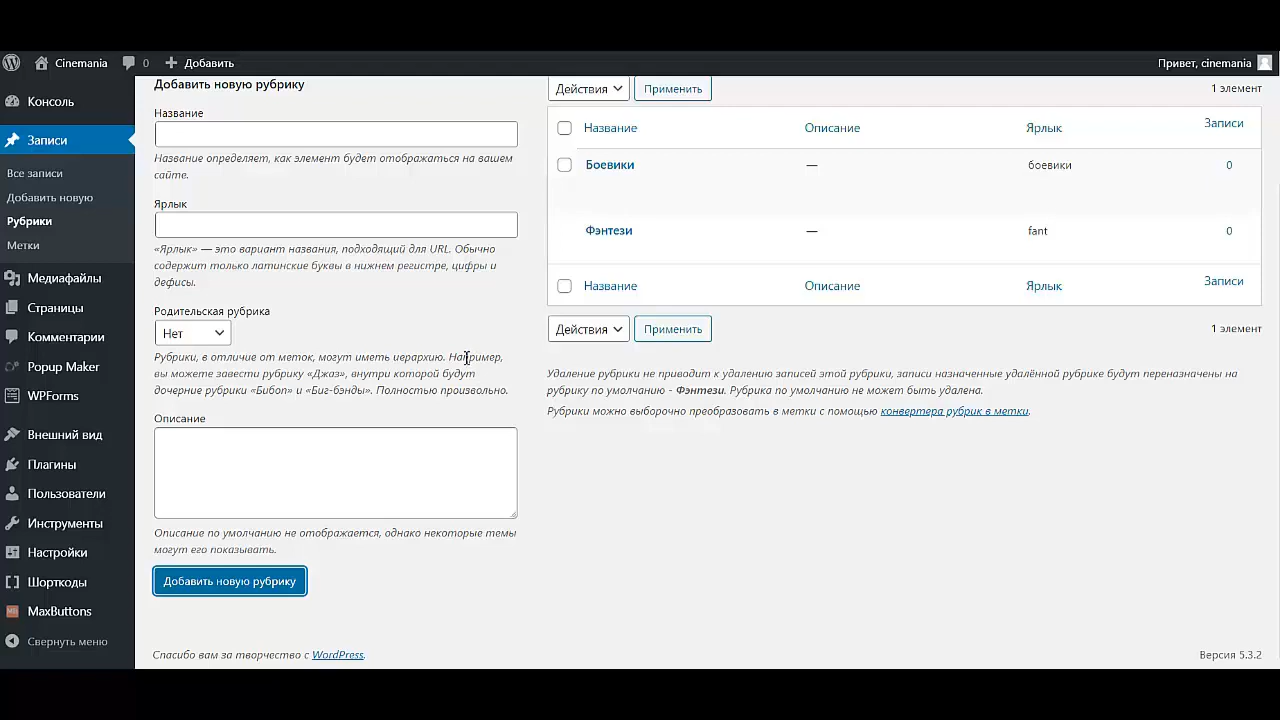 Cinemania
0
Добавить
Привет, cinemania
Консоль
Записи
Все записи
Добавить новую
Рубрики
Метки
Медиафайлы
Страницы
Комментарии
Popup Maker
WPForms
Внешний вид
Плагины
Пользователи
Инструменты
Настройки
Шорткоды
MaxButtons
Свернуть меню
Добавить новую рубрику
Название
Название определяет, как элемент будет отображаться на вашем
сайте.
Ярлык
«Ярлык» — это вариант названия, подходящий для URL. Обычно
содержит только латинские буквы в нижнем регистре, цифры и
дефисы.
Родительская рубрика
Нет
Рубрики, в отличие от меток, могут иметь иерархию. Например,
вы можете завести рубрику «Джаз», внутри которой будут
дочерние рубрики «Бибоп» и «Биг-бэнды». Полностью произвольно.
Описание
Описание по умолчанию не отображается, однако некоторые темы
могут его показывать.
Добавить новую рубрику
Действия Применить 1 элемент
Название Описание Ярлык Записи
Боевики — боевики 0
Фэнтези — fant 0
Название Описание Ярлык Записи
Действия Применить 1 элемент
Удаление рубрики не приводит к удалению записей этой рубрики, записи назначенные удалённой рубрике будут переназначены на
рубрику по умолчанию - Фэнтези. Рубрика по умолчанию не может быть удалена.
Рубрики можно выборочно преобразовать в метки с помощью конвертера рубрик в метки.
Спасибо вам за творчество с WordPress.
Версия 5.3.2